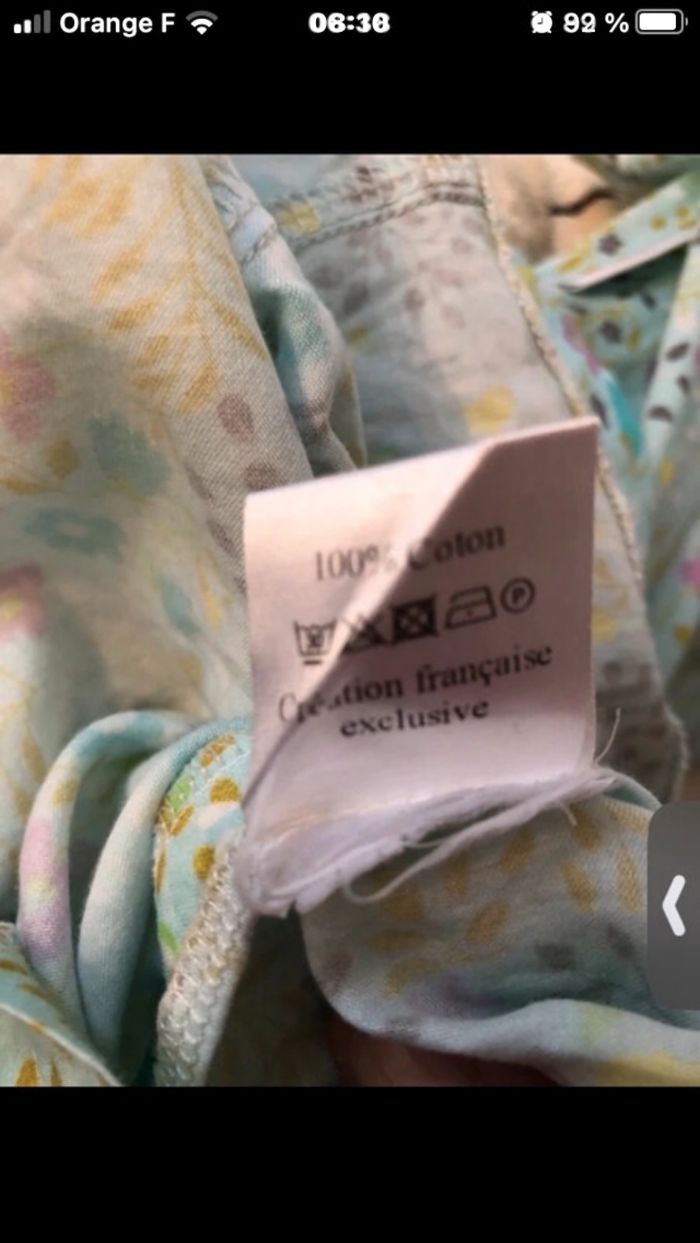 Orange F 08:38 92 %
100% Coton
P
Création française
exclusive